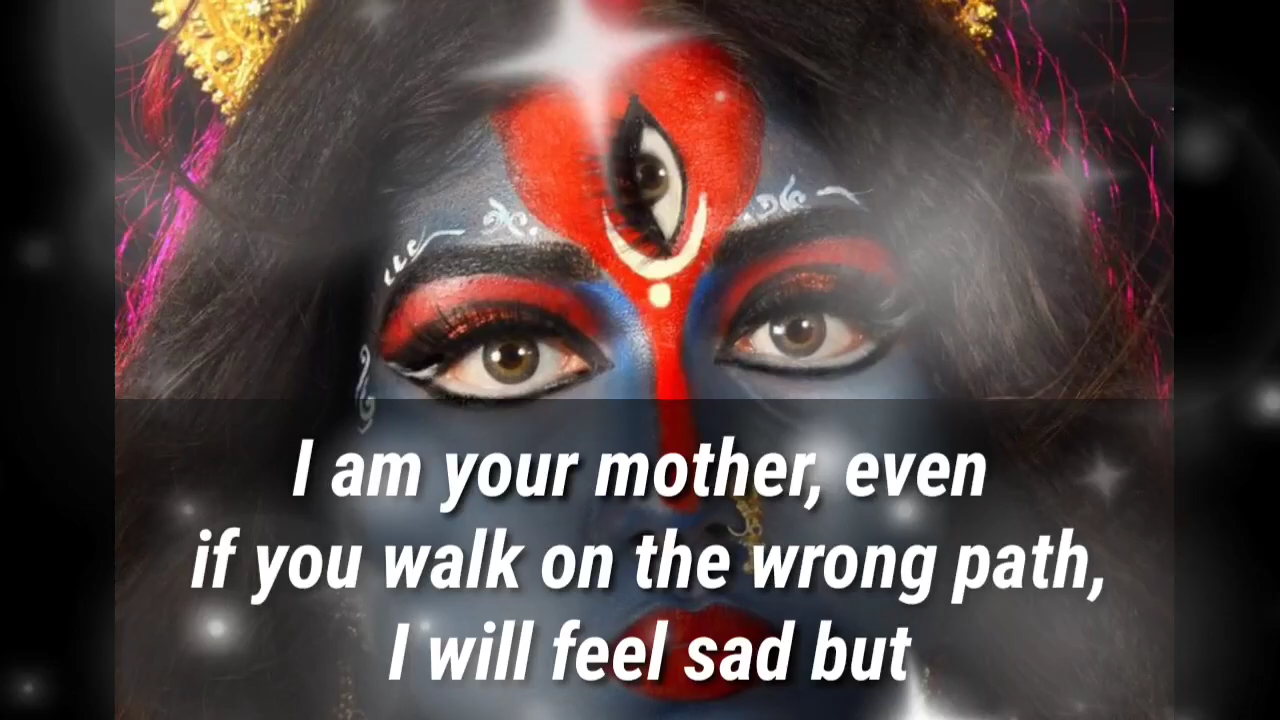 I am your mother, even
if you walk on the wrong path,
I will feel sad but